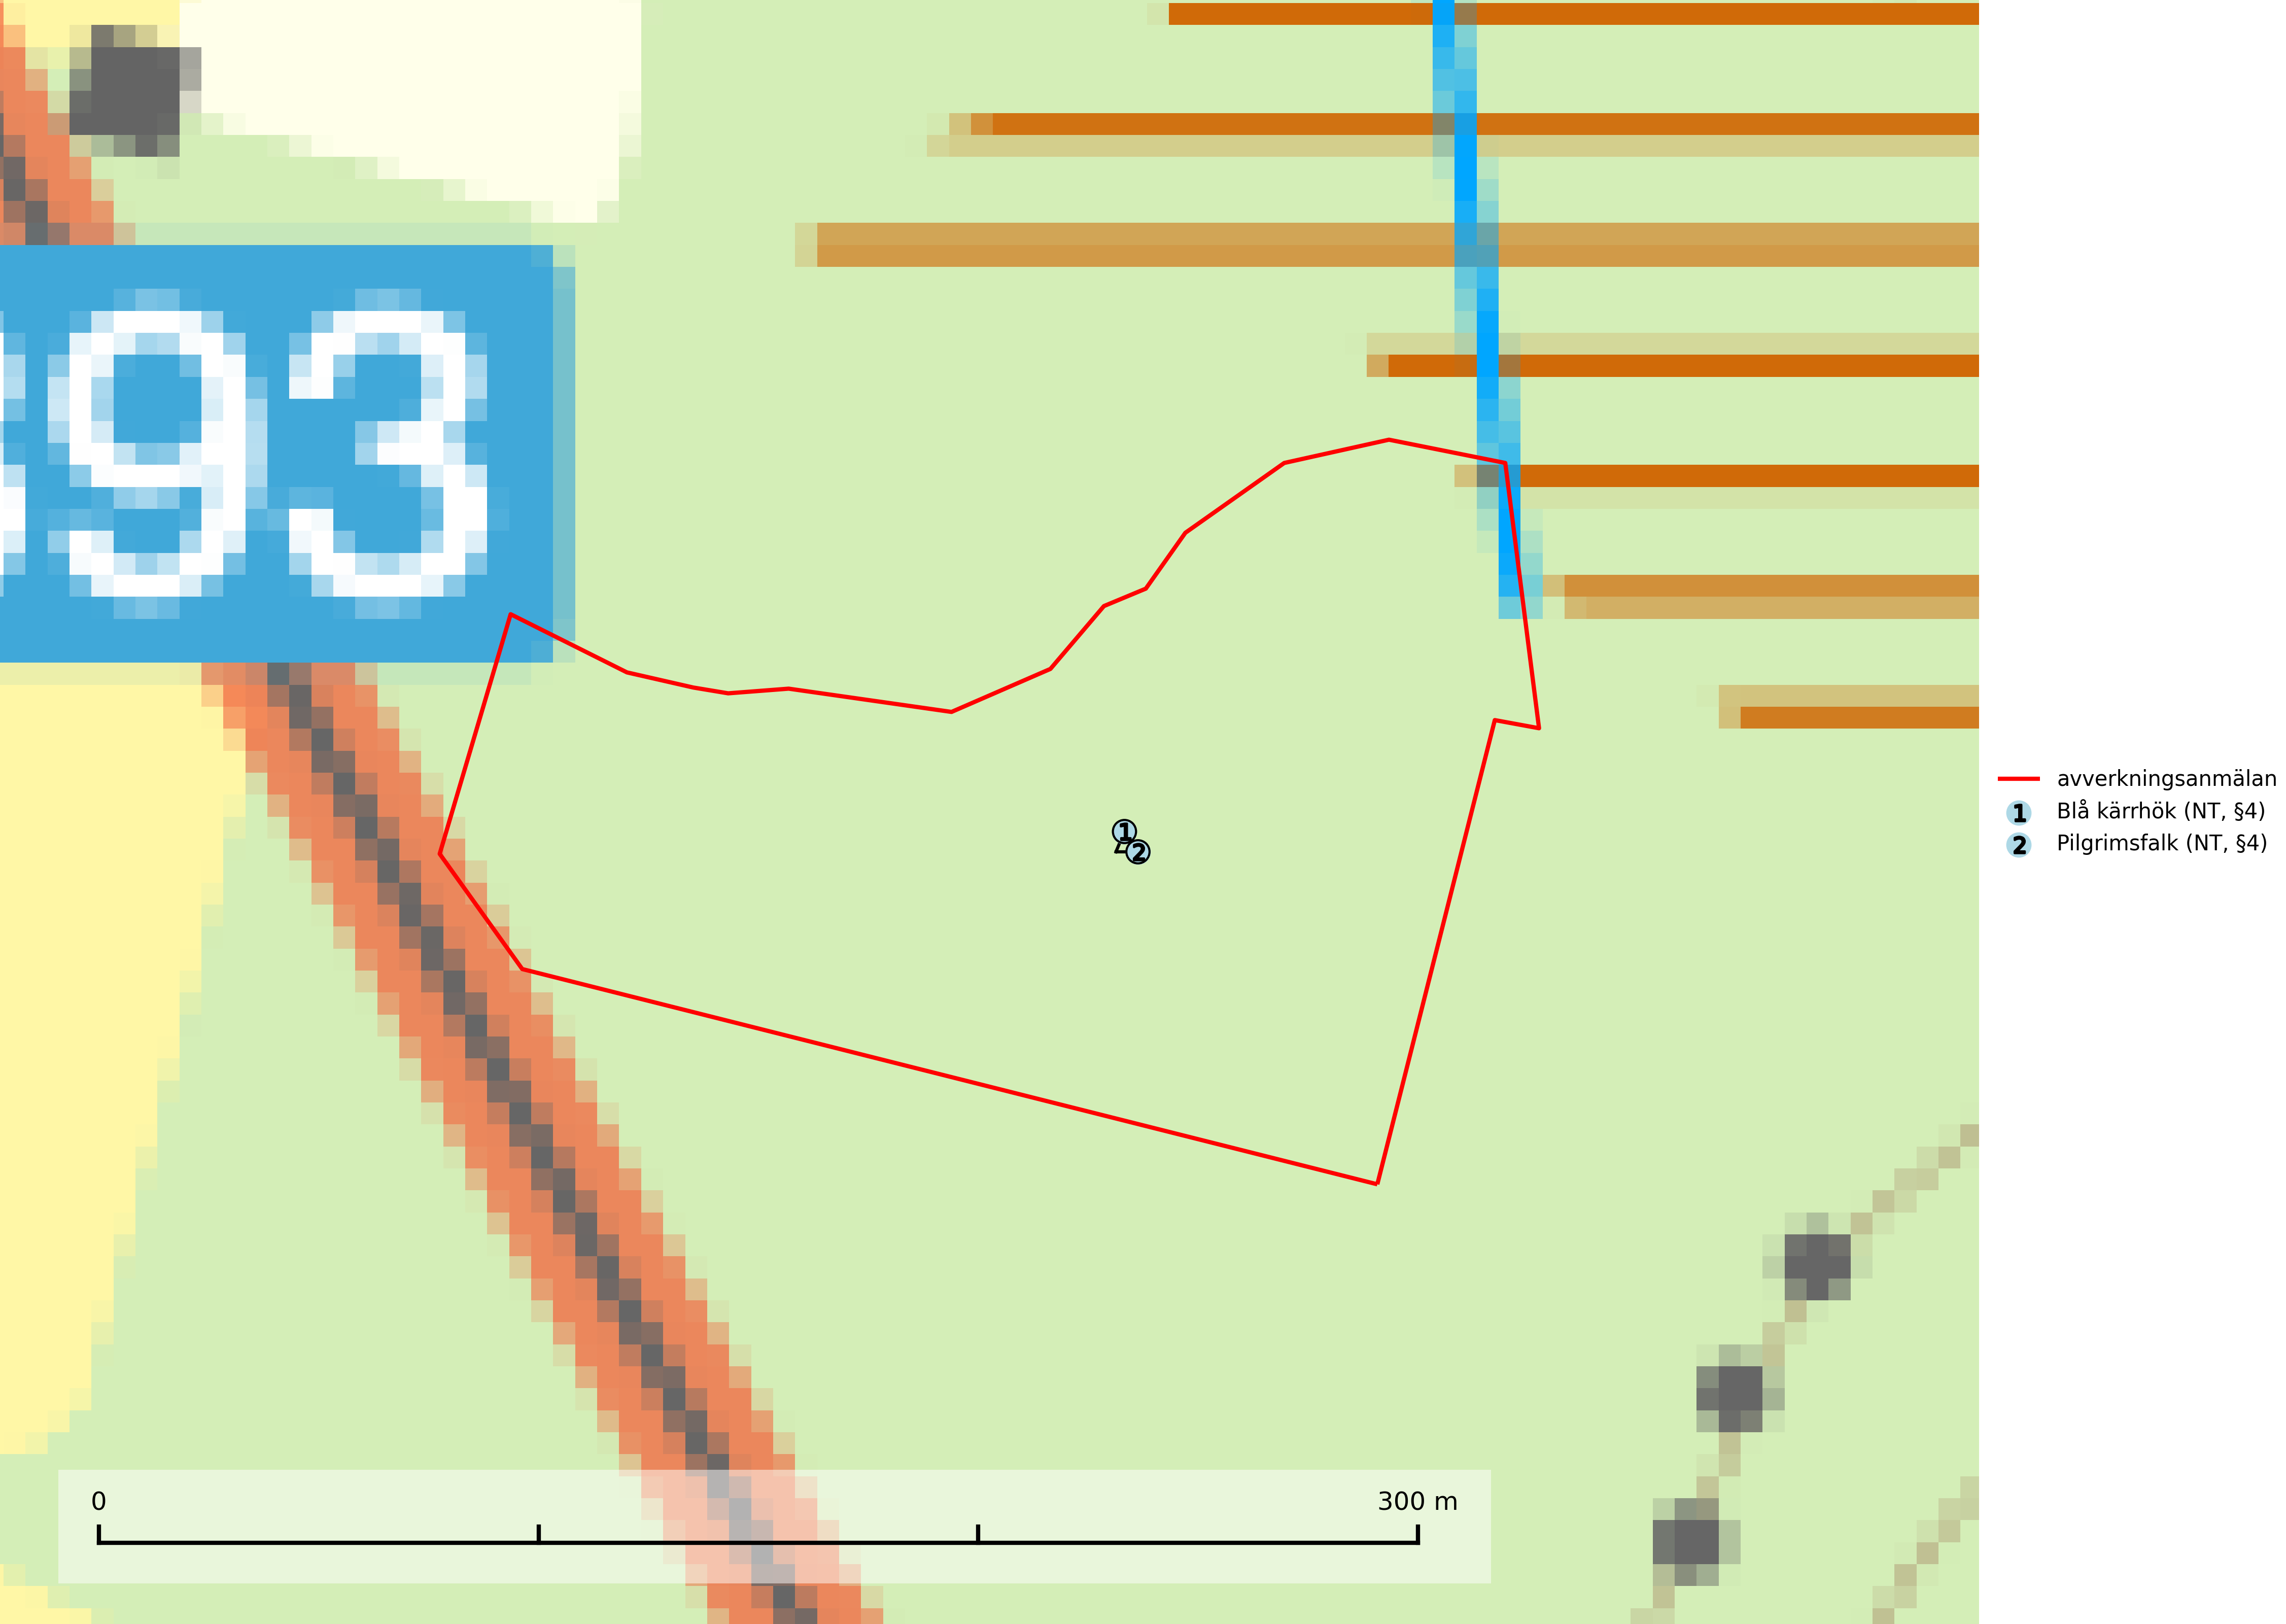 93
avverkningsanmälan
1 Blå kärrhök (NT, §4)
2 Pilgrimsfalk (NT, §4)
1
2
0 300 m